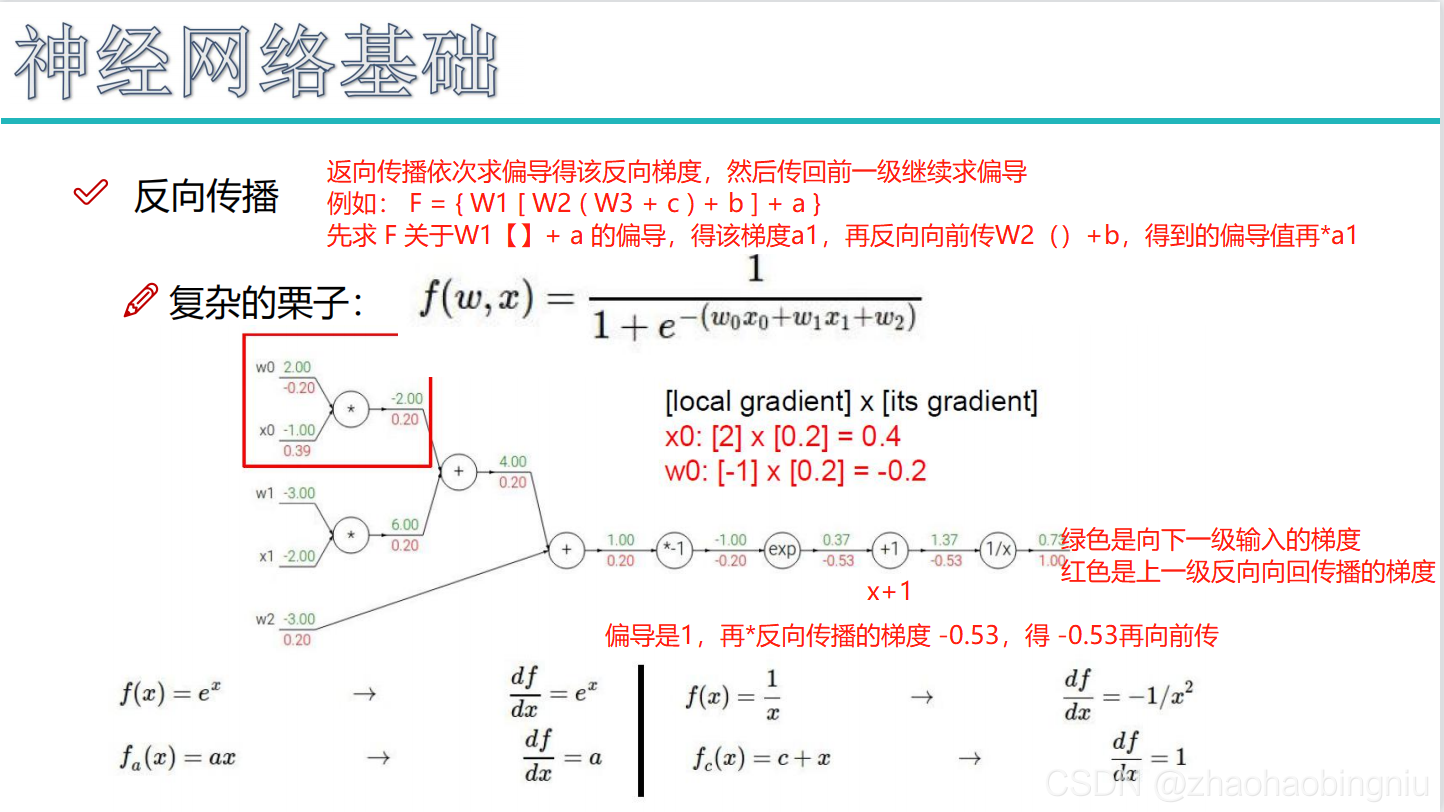 神经网络基础
反向传播
返向传播依次求偏导得该反向梯度，然后传回前一级继续求偏导
例如： F = { W1 [ W2 ( W3 + c ) + b ] + a }
先求 F 关于W1【】+ a 的偏导，得该梯度a1，再反向向前传W2（）+b，得到的偏导值再*a1
复杂的栗子：
f(w,x) = 1 / (1 + e^-(w0x0+w1x1+w2))
w0 2.00
-0.20
*
-2.00
0.20
x0 -1.00
0.39
[local gradient] x [its gradient]
x0: [2] x [0.2] = 0.4
w0: [-1] x [0.2] = -0.2
+
4.00
0.20
w1 -3.00
*
6.00
0.20
x1 -2.00
+
1.00
0.20
*-1
-1.00
-0.20
exp
0.37
-0.53
+1
1.37
-0.53
1/x
0.73
1.00
绿色是向下一级输入的梯度
红色是上一级反向向回传播的梯度
x+1
w2 -3.00
0.20
偏导是1，再*反向传播的梯度 -0.53，得 -0.53再向前传
f(x) = e^x → df/dx = e^x
f(x) = 1/x → df/dx = -1/x^2
f_a(x) = ax → df/dx = a
f_c(x) = c + x → df/dx = 1
CSDN @zhaohaobingniu